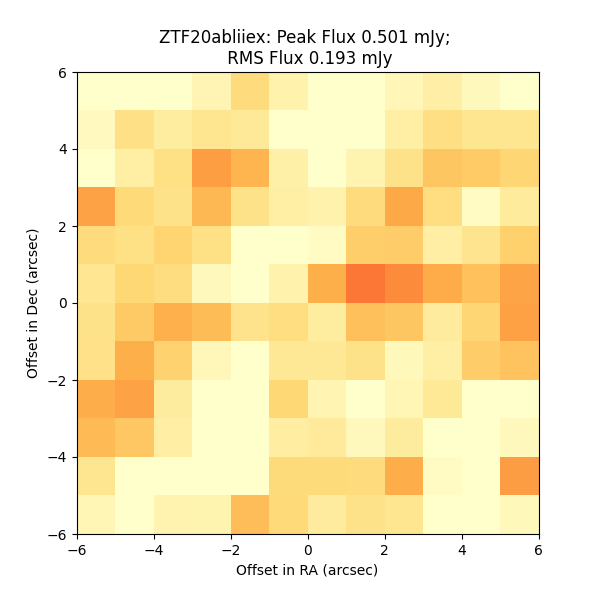 ZTF20abliiex: Peak Flux 0.501 mJy;
RMS Flux 0.193 mJy
6
4
2
0
−2
−4
−6
Offset in Dec (arcsec)
−6 −4 −2 0 2 4 6
Offset in RA (arcsec)